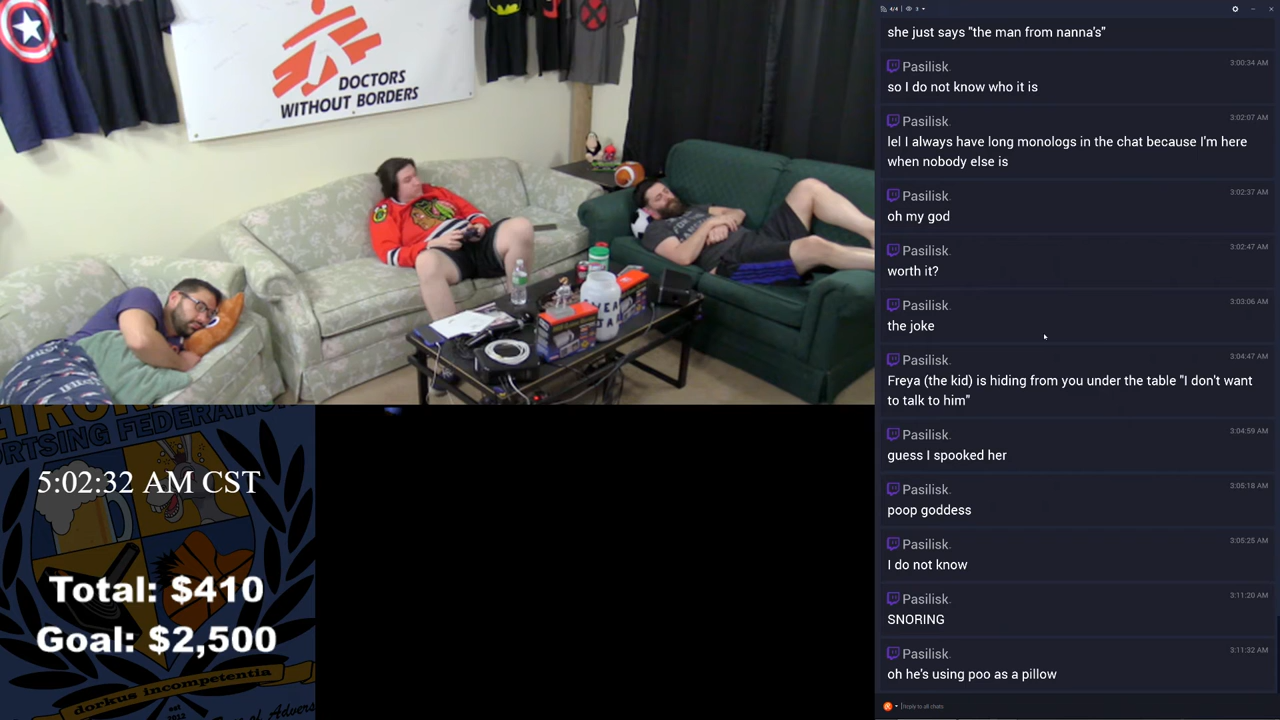 DOCTORS
WITHOUT BORDERS
5:02:32 AM CST
Total: $410
Goal: $2,500
dorkus incompetentia
4/4
3
she just says "the man from nanna's"
Pasilisk
3:00:34 AM
so I do not know who it is
Pasilisk
3:02:07 AM
lel I always have long monologs in the chat because I'm here
when nobody else is
Pasilisk
3:02:37 AM
oh my god
Pasilisk
3:02:47 AM
worth it?
Pasilisk
3:03:06 AM
the joke
Pasilisk
3:04:47 AM
Freya (the kid) is hiding from you under the table "I don't want
to talk to him"
Pasilisk
3:04:59 AM
guess I spooked her
Pasilisk
3:05:18 AM
poop goddess
Pasilisk
3:05:25 AM
I do not know
Pasilisk
3:11:20 AM
SNORING
Pasilisk
3:11:32 AM
oh he's using poo as a pillow
Reply to all chats